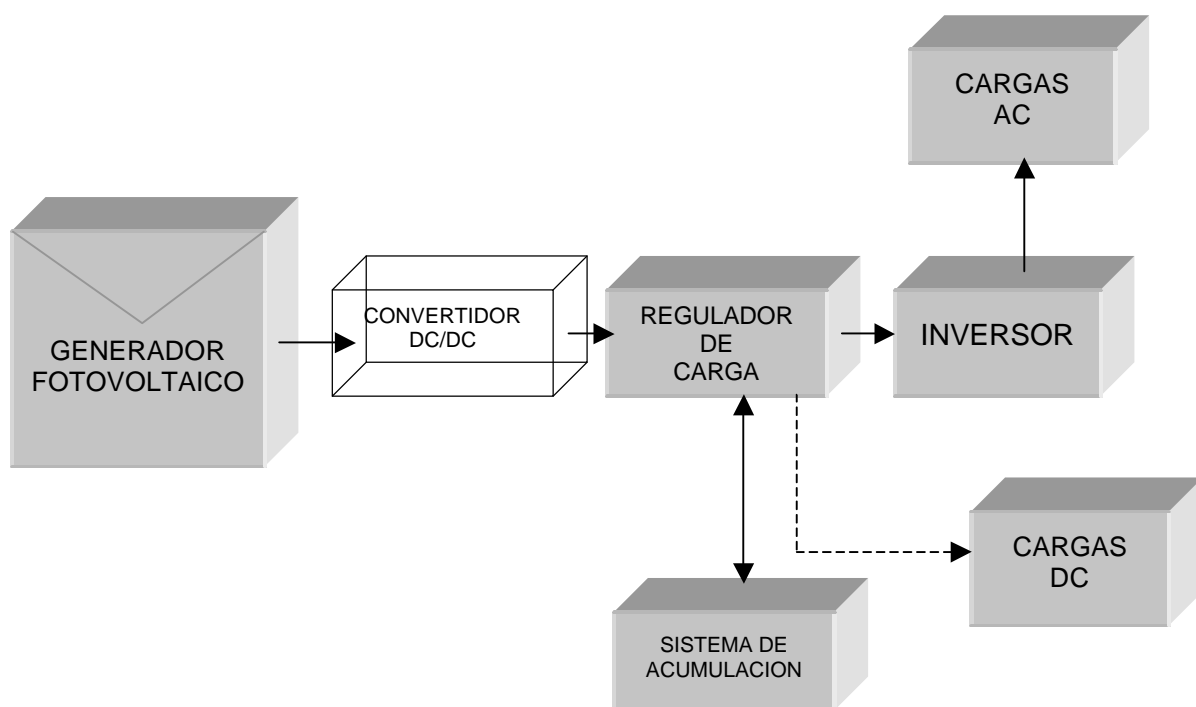 CARGAS
AC
GENERADOR
FOTOVOLTAICO
CONVERTIDOR
DC/DC
REGULADOR
DE
CARGA
INVERSOR
CARGAS
DC
SISTEMA DE
ACUMULACION